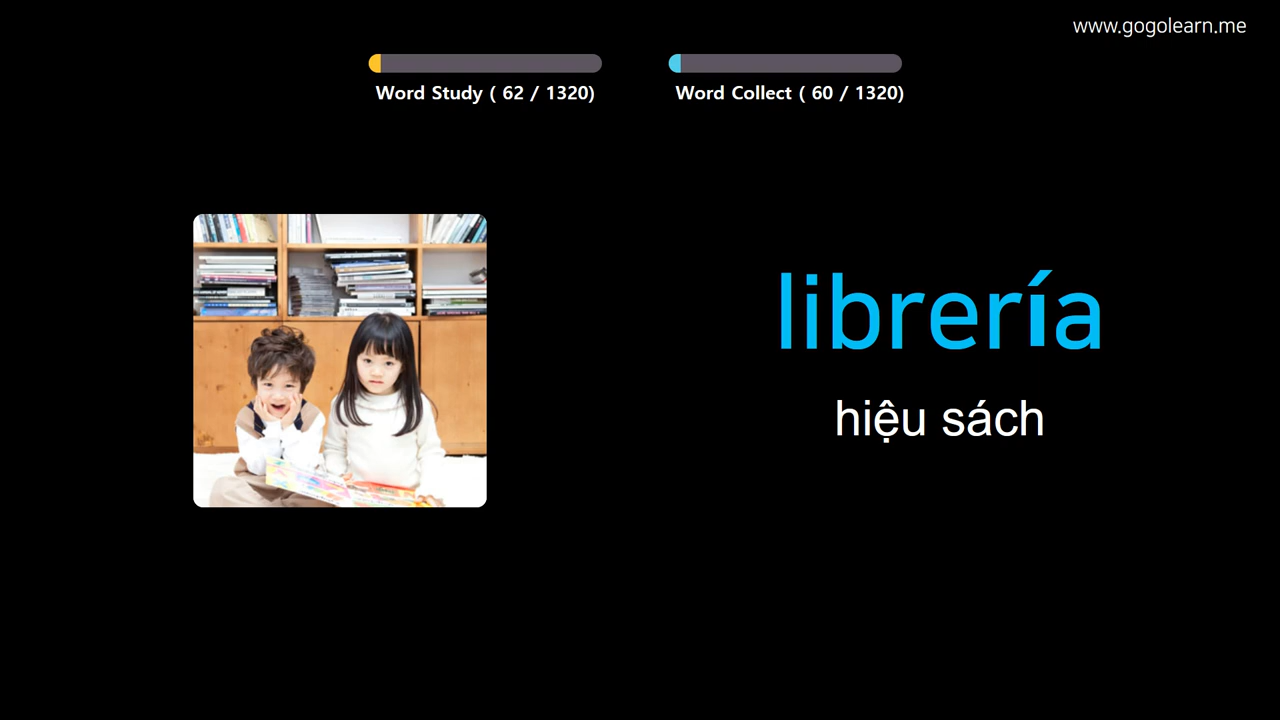 www.gogolearn.me
Word Study ( 62 / 1320)
Word Collect ( 60 / 1320)
librería
hiệu sách